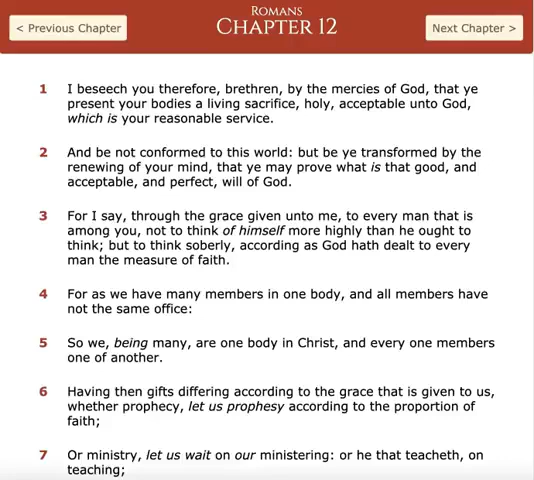 Romans
Chapter 12
< Previous Chapter
Next Chapter >
1 I beseech you therefore, brethren, by the mercies of God, that ye
present your bodies a living sacrifice, holy, acceptable unto God,
which is your reasonable service.
2 And be not conformed to this world: but be ye transformed by the
renewing of your mind, that ye may prove what is that good, and
acceptable, and perfect, will of God.
3 For I say, through the grace given unto me, to every man that is
among you, not to think of himself more highly than he ought to
think; but to think soberly, according as God hath dealt to every
man the measure of faith.
4 For as we have many members in one body, and all members have
not the same office:
5 So we, being many, are one body in Christ, and every one members
one of another.
6 Having then gifts differing according to the grace that is given to us,
whether prophecy, let us prophesy according to the proportion of
faith;
7 Or ministry, let us wait on our ministering: or he that teacheth, on
teaching;